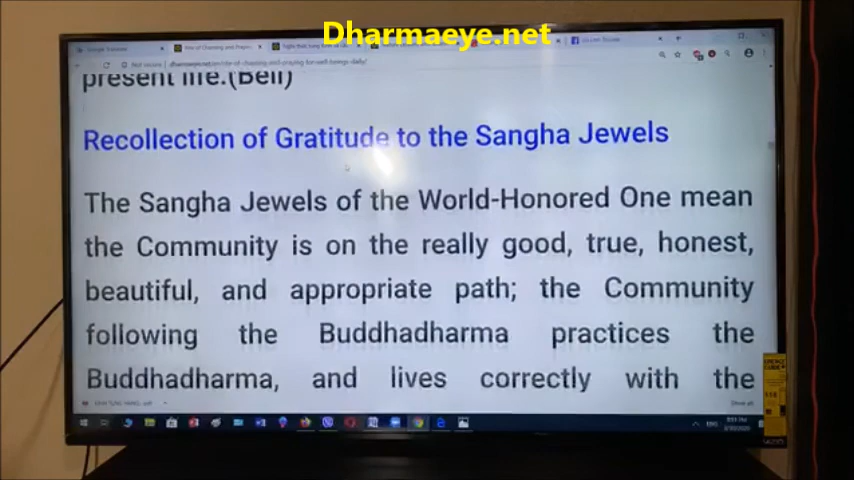 Dharmaeye.net
present life.(Bell)
Recollection of Gratitude to the Sangha Jewels
The Sangha Jewels of the World-Honored One mean
the Community is on the really good, true, honest,
beautiful, and appropriate path; the Community
following the Buddhadharma practices the
Buddhadharma, and lives correctly with the